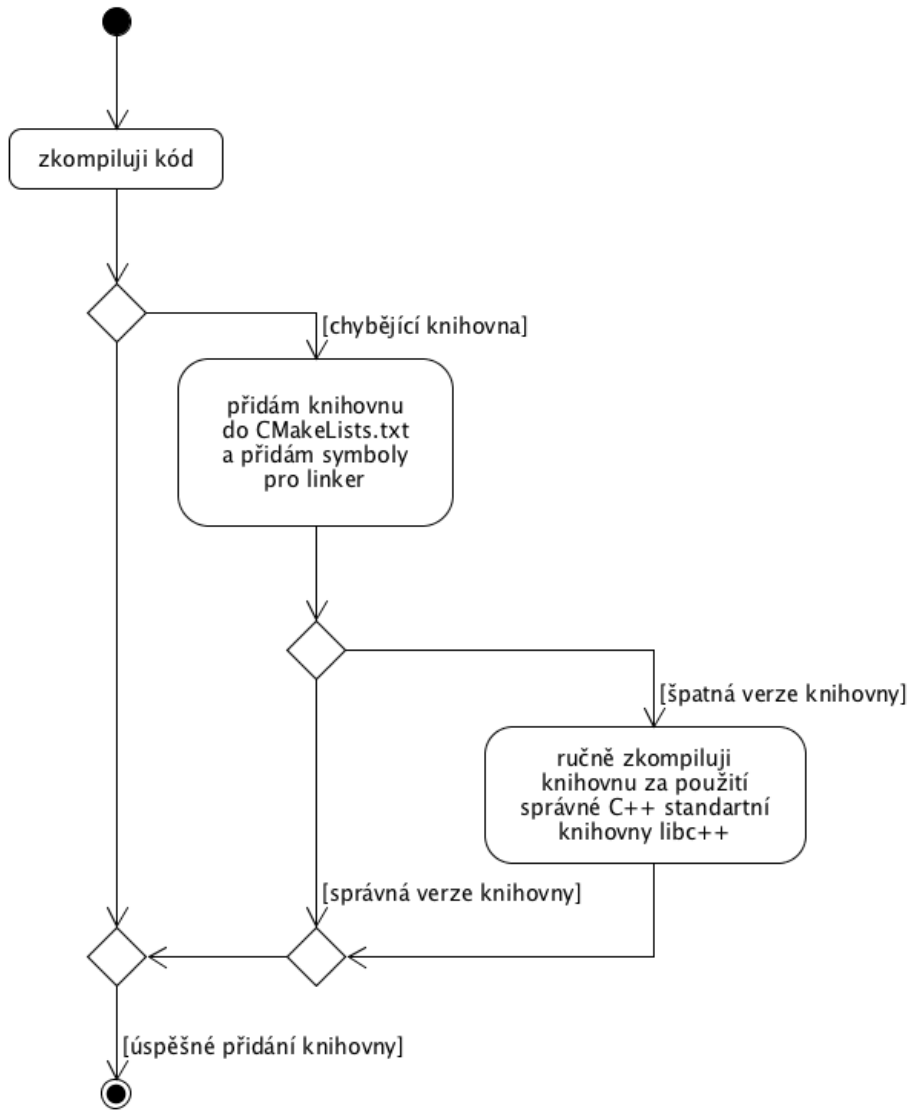 zkompiluji kód
[chybějící knihovna]
přidám knihovnu
do CMakeLists.txt
a přidám symboly
pro linker
[špatná verze knihovny]
ručně zkompiluji
knihovnu za použití
správné C++ standartní
knihovny libc++
[správná verze knihovny]
[úspěšné přidání knihovny]